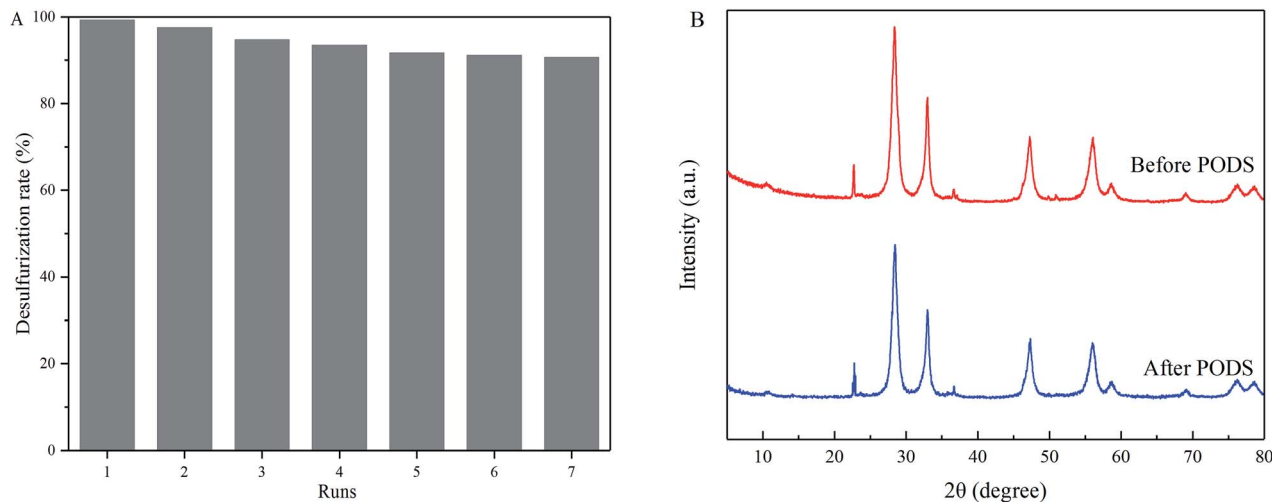 A
100
80
60
40
20
0
Desulfurization rate (%)
1 2 3 4 5 6 7
Runs
B
Before PODS
After PODS
Intensity (a.u.)
10 20 30 40 50 60 70 80
2θ (degree)